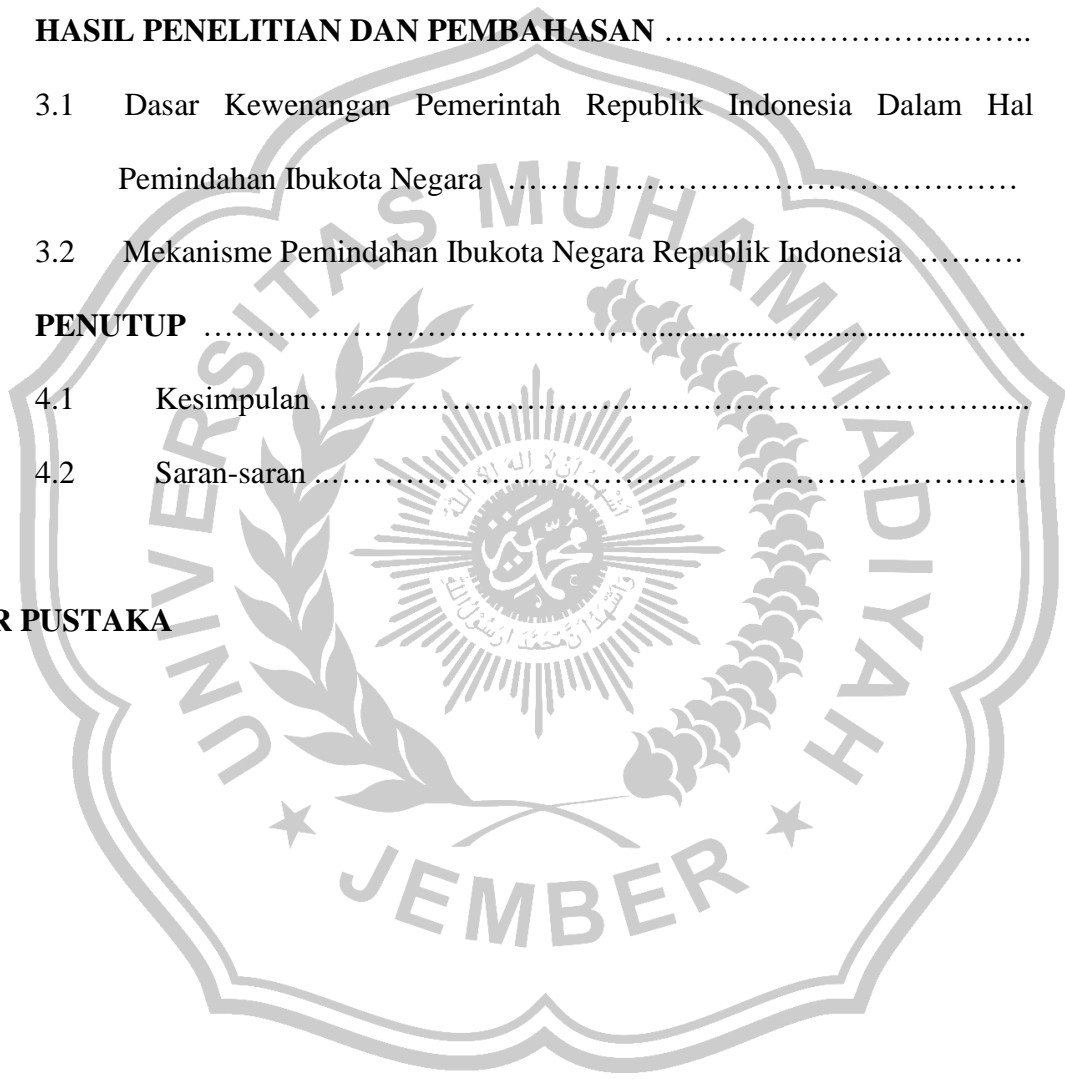 HASIL PENELITIAN DAN PEMBAHASAN …………..…………..……..
3.1 Dasar Kewenangan Pemerintah Republik Indonesia Dalam Hal
Pemindahan Ibukota Negara ……………………………………………
3.2 Mekanisme Pemindahan Ibukota Negara Republik Indonesia ……….
PENUTUP ……………………………………….............................................................
4.1 Kesimpulan …..………………………..……………………………….....
4.2 Saran-saran ..…………………..……………………………………………….
R PUSTAKA
UNIVERSITAS MUHAMMADIYAH
JEMBER